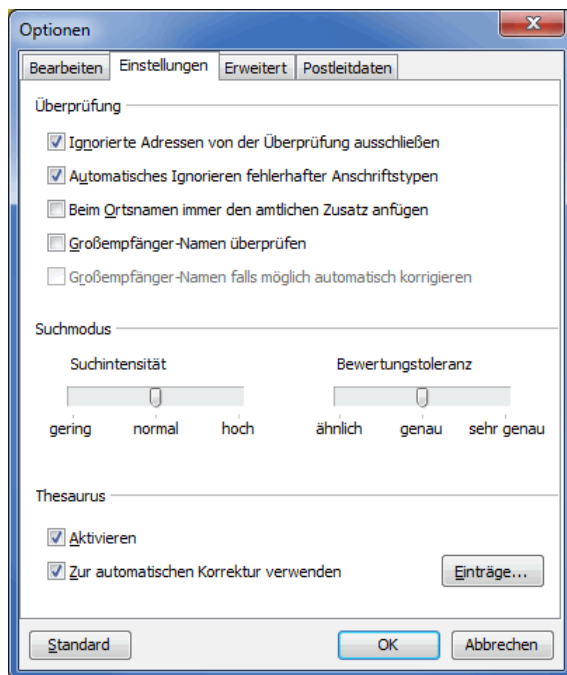 Optionen
Bearbeiten Einstellungen Erweitert Postleitdaten
Überprüfung
Ignorierte Adressen von der Überprüfung ausschließen
Automatisches Ignorieren fehlerhafter Anschriftstypen
Beim Ortsnamen immer den amtlichen Zusatz anfügen
Großempfänger-Namen überprüfen
Großempfänger-Namen falls möglich automatisch korrigieren
Suchmodus
Suchintensität Bewertungstoleranz
gering normal hoch ähnlich genau sehr genau
Thesaurus
Aktivieren
Zur automatischen Korrektur verwenden Einträge...
Standard OK Abbrechen